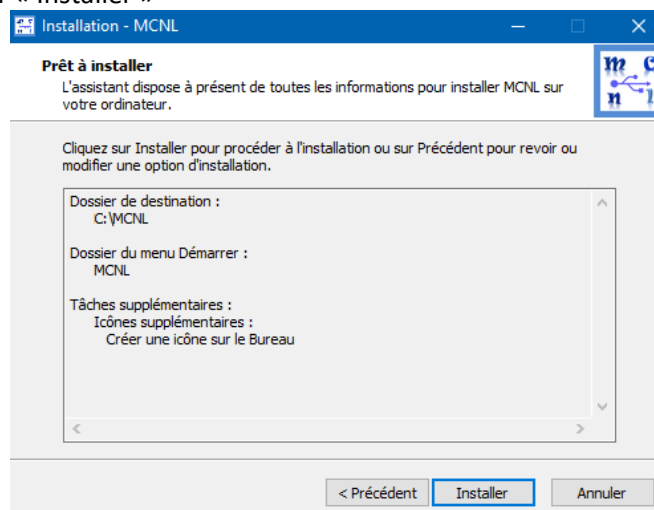 « Installer »
Installation - MCNL
Prêt à installer
L'assistant dispose à présent de toutes les informations pour installer MCNL sur
votre ordinateur.
m c
n l
Cliquez sur Installer pour procéder à l'installation ou sur Précédent pour revoir ou
modifier une option d'installation.
Dossier de destination :
C:\MCNL
Dossier du menu Démarrer :
MCNL
Tâches supplémentaires :
Icônes supplémentaires :
Créer une icône sur le Bureau
< Précédent Installer Annuler